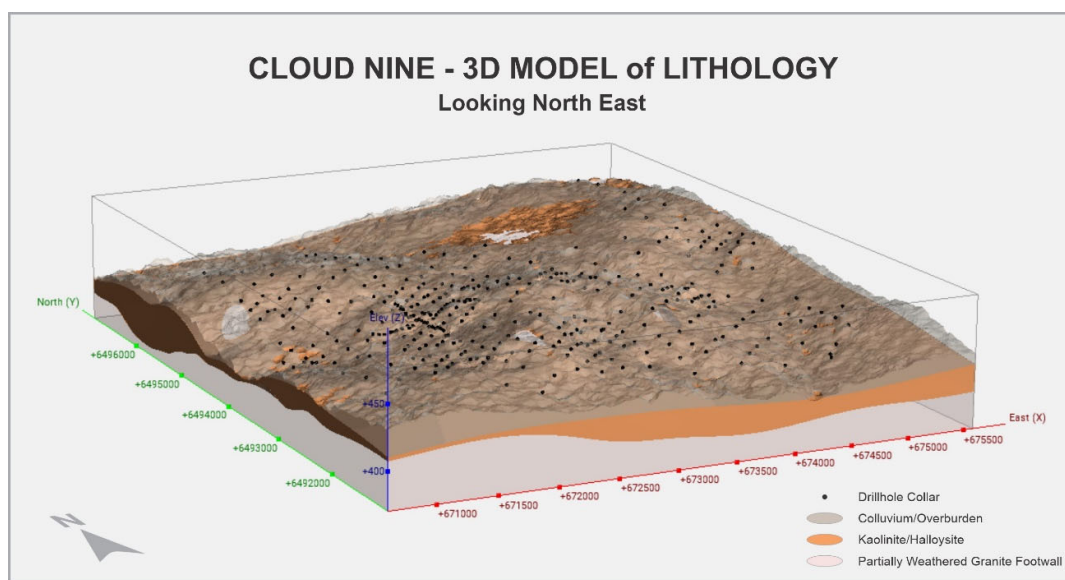 CLOUD NINE - 3D MODEL of LITHOLOGY
Looking North East
North (Y)
+6496000
+6495000
+6494000
+6493000
+6492000
Elev (Z)
+450
+400
East (X)
+671000
+671500
+672000
+672500
+673000
+673500
+674000
+674500
+675000
+675500
N
Drillhole Collar
Colluvium/Overburden
Kaolinite/Halloysite
Partially Weathered Granite Footwall